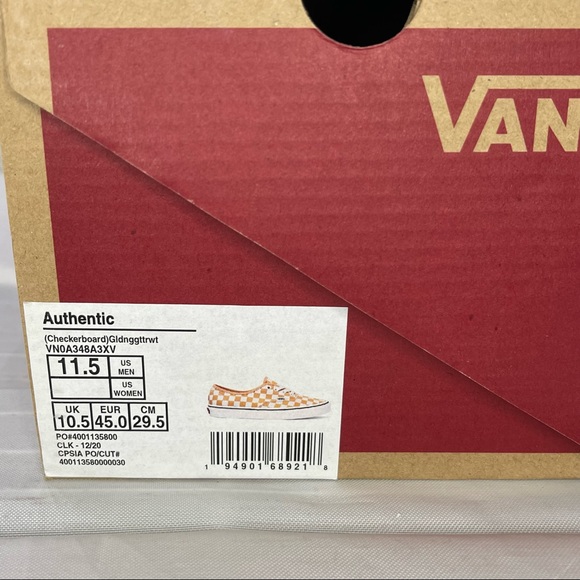 VAN
Authentic
(Checkerboard)Gldnggttrwt
VN0A348A3XV
11.5 US MEN
US WOMEN
UK EUR CM
10.5 45.0 29.5
PO#4001135800
CLK - 12/20
CPSIA PO/CUT#
400113580000030
1 94901 68921 8